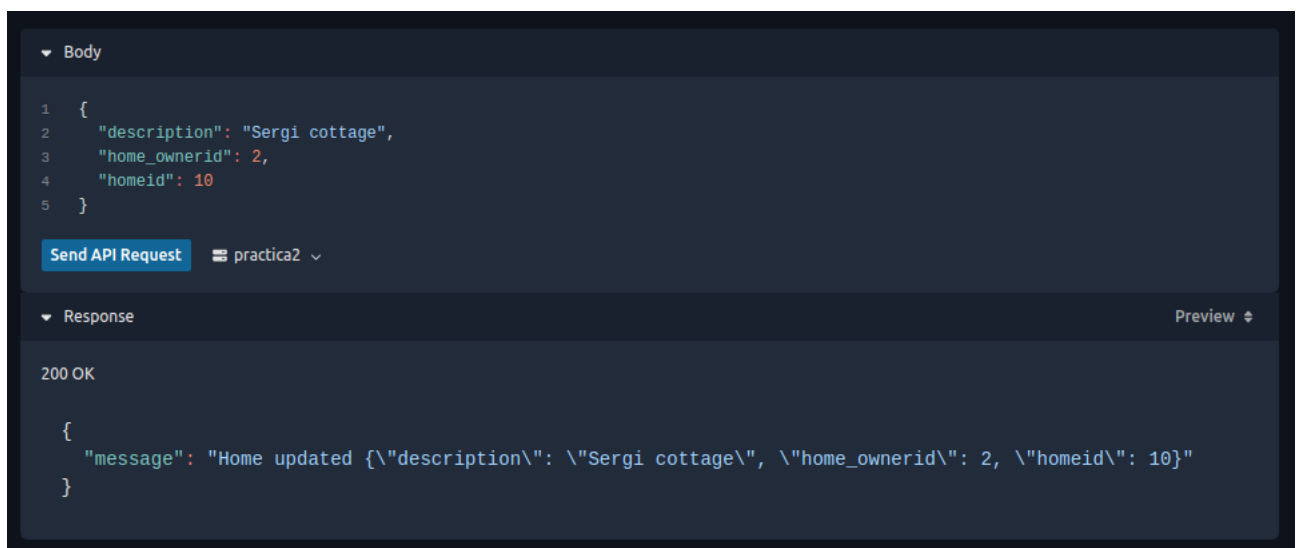 Body
1 {
2 "description": "Sergi cottage",
3 "home_ownerid": 2,
4 "homeid": 10
5 }
Send API Request practica2
Response Preview
200 OK
{
"message": "Home updated {\"description\": \"Sergi cottage\", \"home_ownerid\": 2, \"homeid\": 10}"
}